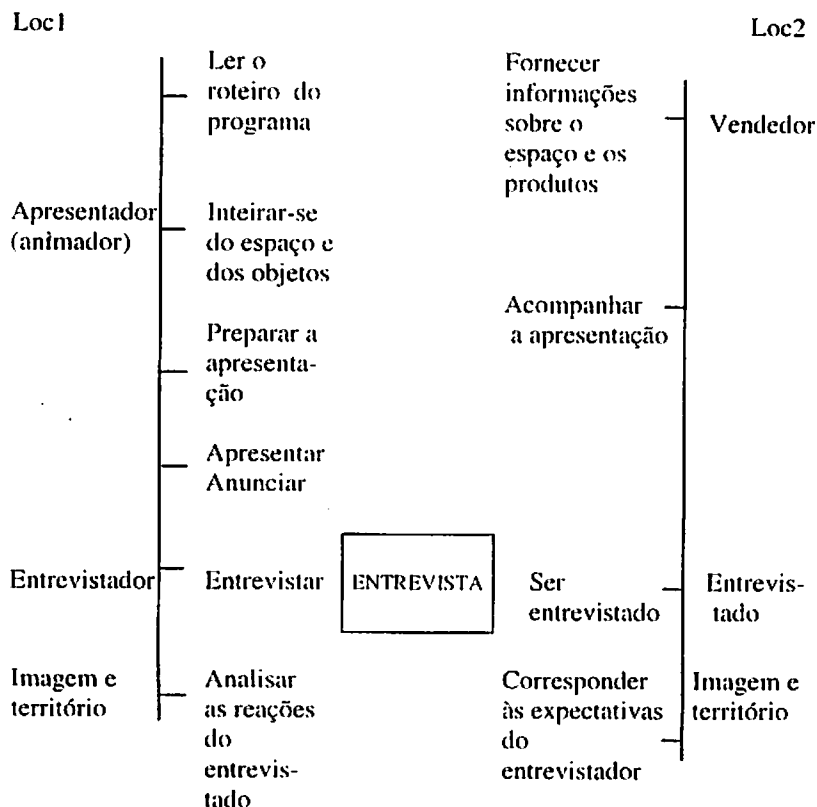 Loc1
Loc2
Ler o
roteiro do
programa
Fornecer
informações
sobre o
espaço e os
produtos
Vendedor
Apresentador
(animador)
Inteirar-se
do espaço e
dos objetos
Acompanhar
a apresentação
Preparar a
apresenta-
ção
Apresentar
Anunciar
Entrevistador
Entrevistar
ENTREVISTA
Ser
entrevistado
Entrevis-
tado
Imagem e
território
Analisar
as reações
do
entrevis-
tado
Corresponder
às expectativas
do
entrevistador
Imagem e
território